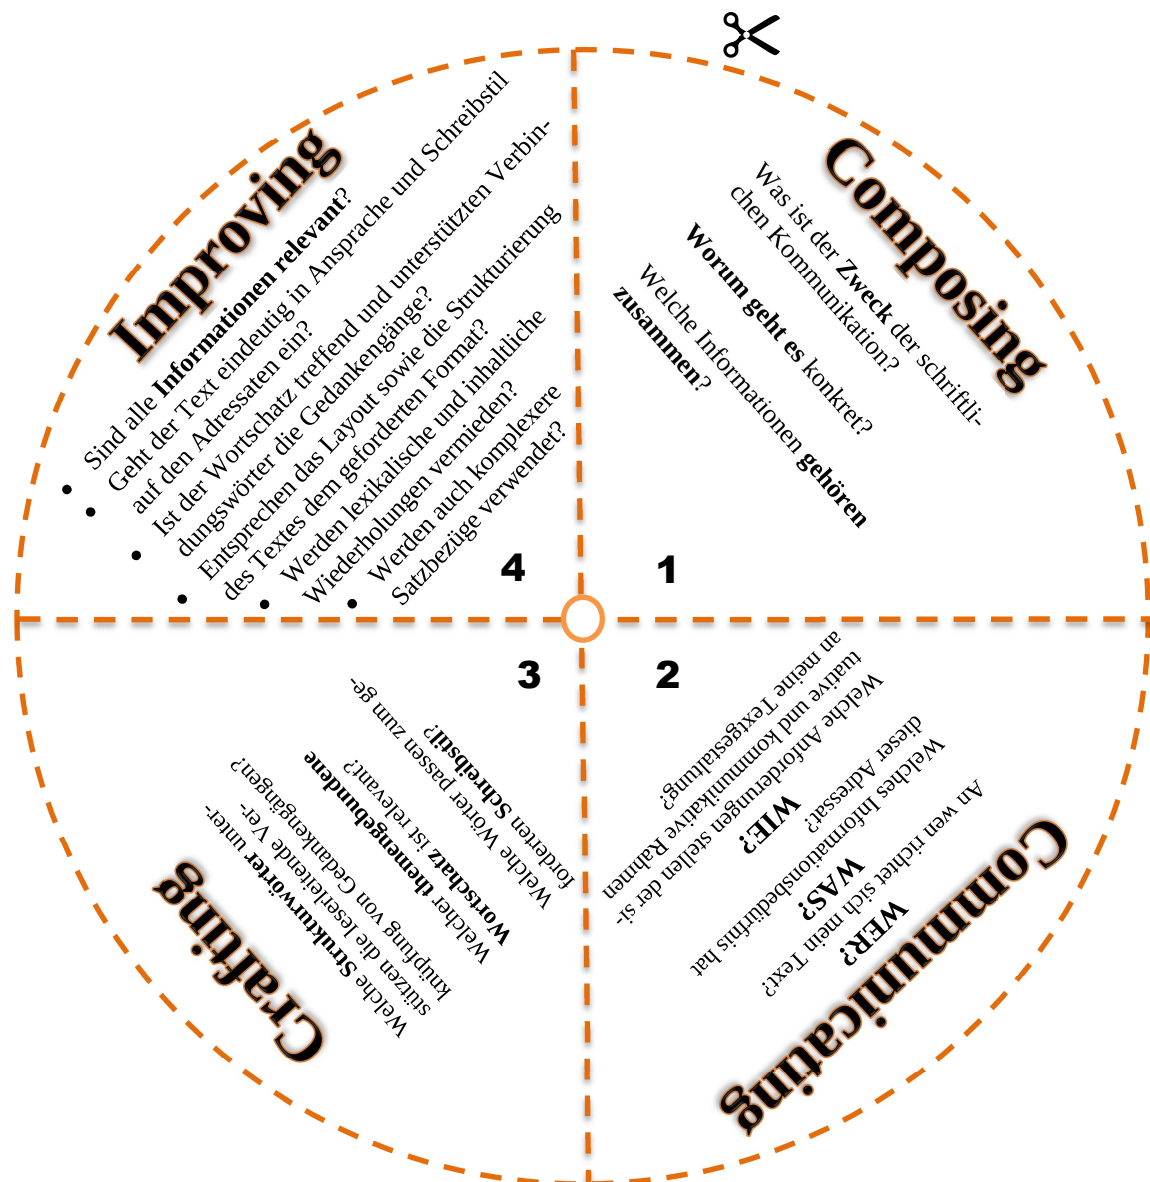 Composing
Was ist der Zweck der schriftli-
chen Kommunikation?
Worum geht es konkret?
Welche Informationen gehören
zusammen?
1
2
Communicating
WER?
An wen richtet sich mein Text?
WAS?
Welches Informationsbedürfnis hat
dieser Adressat?
WIE?
Welche Anforderungen stellen der si-
tuative und kommunikative Rahmen
an meine Textgestaltung?
3
Crafting
Welche Strukturwörter unter-
stützen die leserleitende Ver-
knüpfung von Gedankengängen?
Welcher themengebundene
Wortschatz ist relevant?
Welche Wörter passen zum ge-
forderten Schreibstil?
4
Improving
• Sind alle Informationen relevant?
• Geht der Text eindeutig in Ansprache und Schreibstil
auf den Adressaten ein?
• Ist der Wortschatz treffend und unterstützten Verbin-
dungswörter die Gedankengänge?
• Entsprechen das Layout sowie die Strukturierung
des Textes dem geforderten Format?
• Werden lexikalische und inhaltliche
Wiederholungen vermieden?
• Werden auch komplexere
Satzbezüge verwendet?